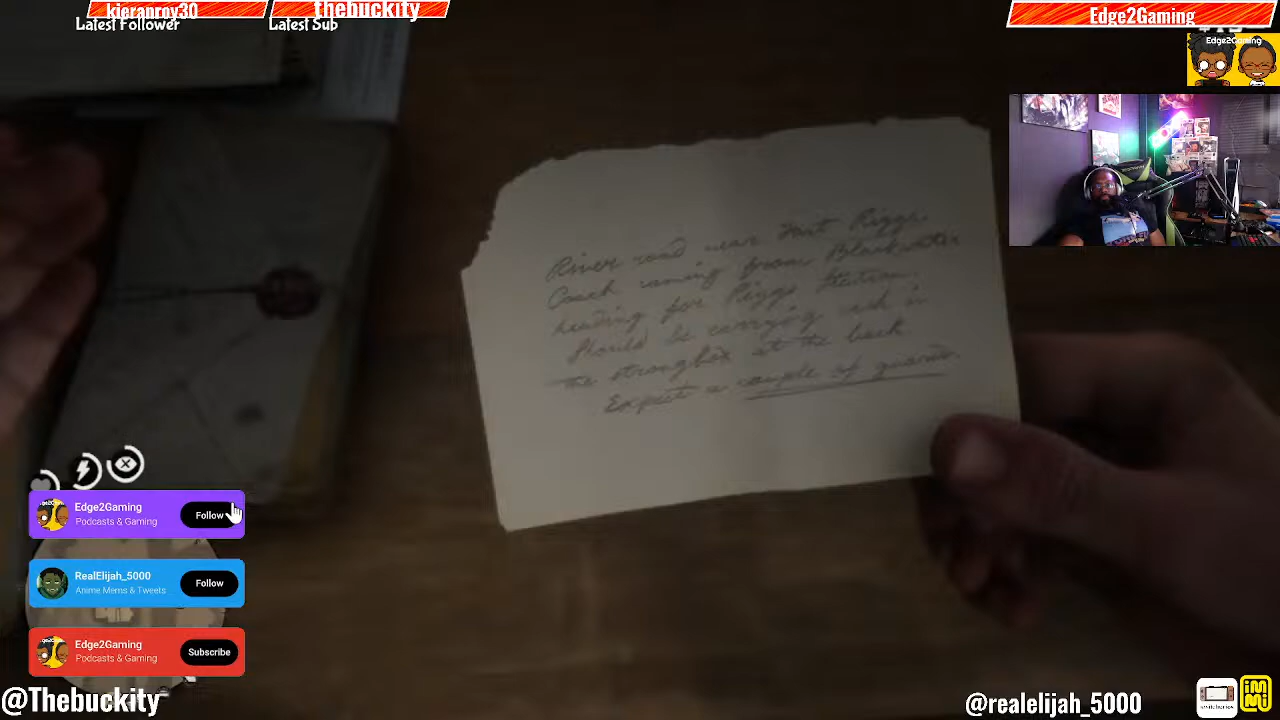 kieranroy30
thebuckity
Latest Follower
Latest Sub
Edge2Gaming
Edge2Gaming
River road near Fort Riggs.
Coach coming from Blackwater
heading for Riggs Station.
Should be carrying cash in
the strongbox at the back
Expect a couple of guards.
Edge2Gaming
Podcasts & Gaming
Follow
RealElijah_5000
Anime Mems & Tweets
Follow
Edge2Gaming
Podcasts & Gaming
Subscribe
@Thebuckity
@realelijah_5000